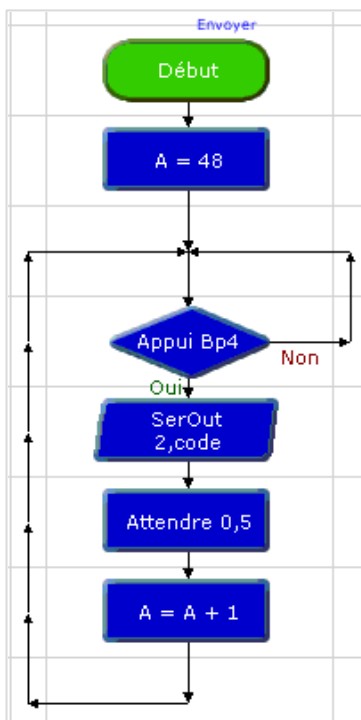 Envoyer
Début
A = 48
Appui Bp4
Non
Oui
SerOut
2,code
Attendre 0,5
A = A + 1